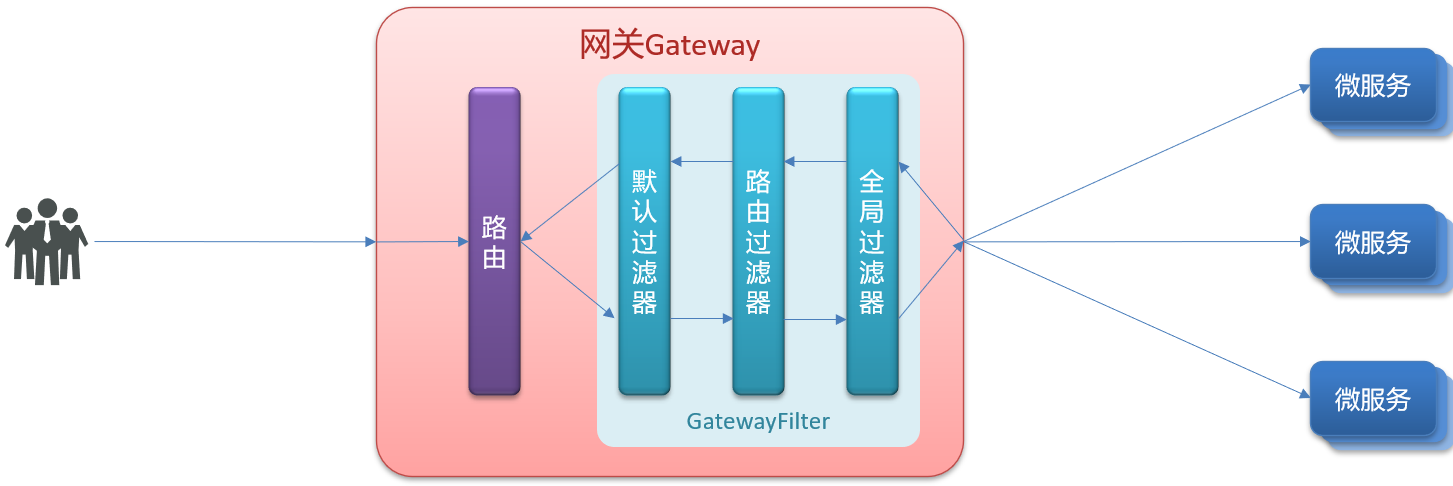 网关Gateway
路由
默认过滤器
路由过滤器
全局过滤器
GatewayFilter
微服务
微服务
微服务